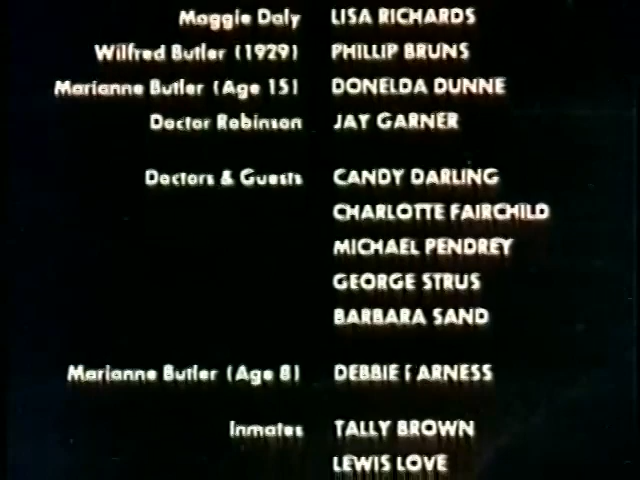 Maggie Daly LISA RICHARDS
Wilfred Butler (1929) PHILLIP BRUNS
Marianne Butler (Age 15) DONELDA DUNNE
Doctor Robinson JAY GARNER
Doctors & Guests CANDY DARLING
CHARLOTTE FAIRCHILD
MICHAEL PENDREY
GEORGE STRUS
BARBARA SAND
Marianne Butler (Age 8) DEBBIE
Inmates TALLY BROWN
LEWIS LOVE